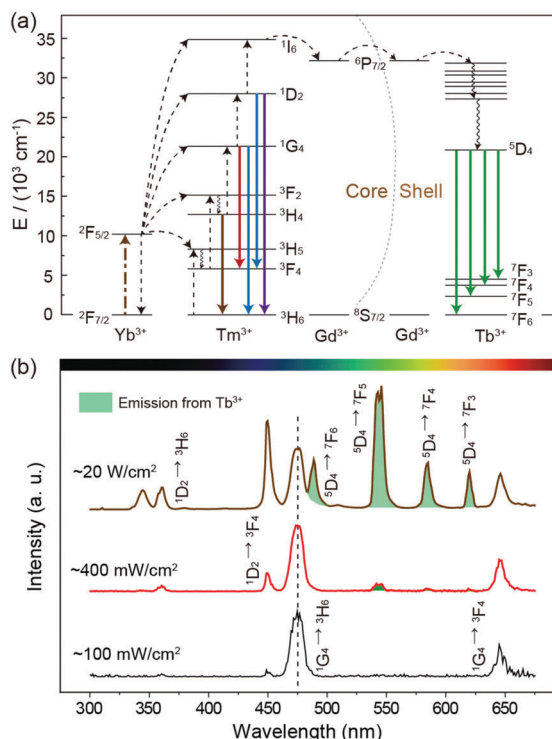 (a)
35
30
25
20
15
10
5
0
E / (10³ cm⁻¹)
²F₅/₂
²F₇/₂
Yb³⁺
¹I₆
¹D₂
¹G₄
³F₂
³H₄
³H₅
³F₄
³H₆
Tm³⁺
⁶P₇/₂
Core Shell
⁸S₇/₂
Gd³⁺
Gd³⁺
⁵D₄
⁷F₃
⁷F₄
⁷F₅
⁷F₆
Tb³⁺
(b)
Emission from Tb³⁺
~20 W/cm²
¹D₂ → ³H₆
⁵D₄ → ⁷F₆
⁵D₄ → ⁷F₅
⁵D₄ → ⁷F₄
⁵D₄ → ⁷F₃
~400 mW/cm²
¹D₂ → ³F₄
~100 mW/cm²
¹G₄ → ³H₆
¹G₄ → ³F₄
Intensity (a. u.)
300 350 400 450 500 550 600 650
Wavelength (nm)